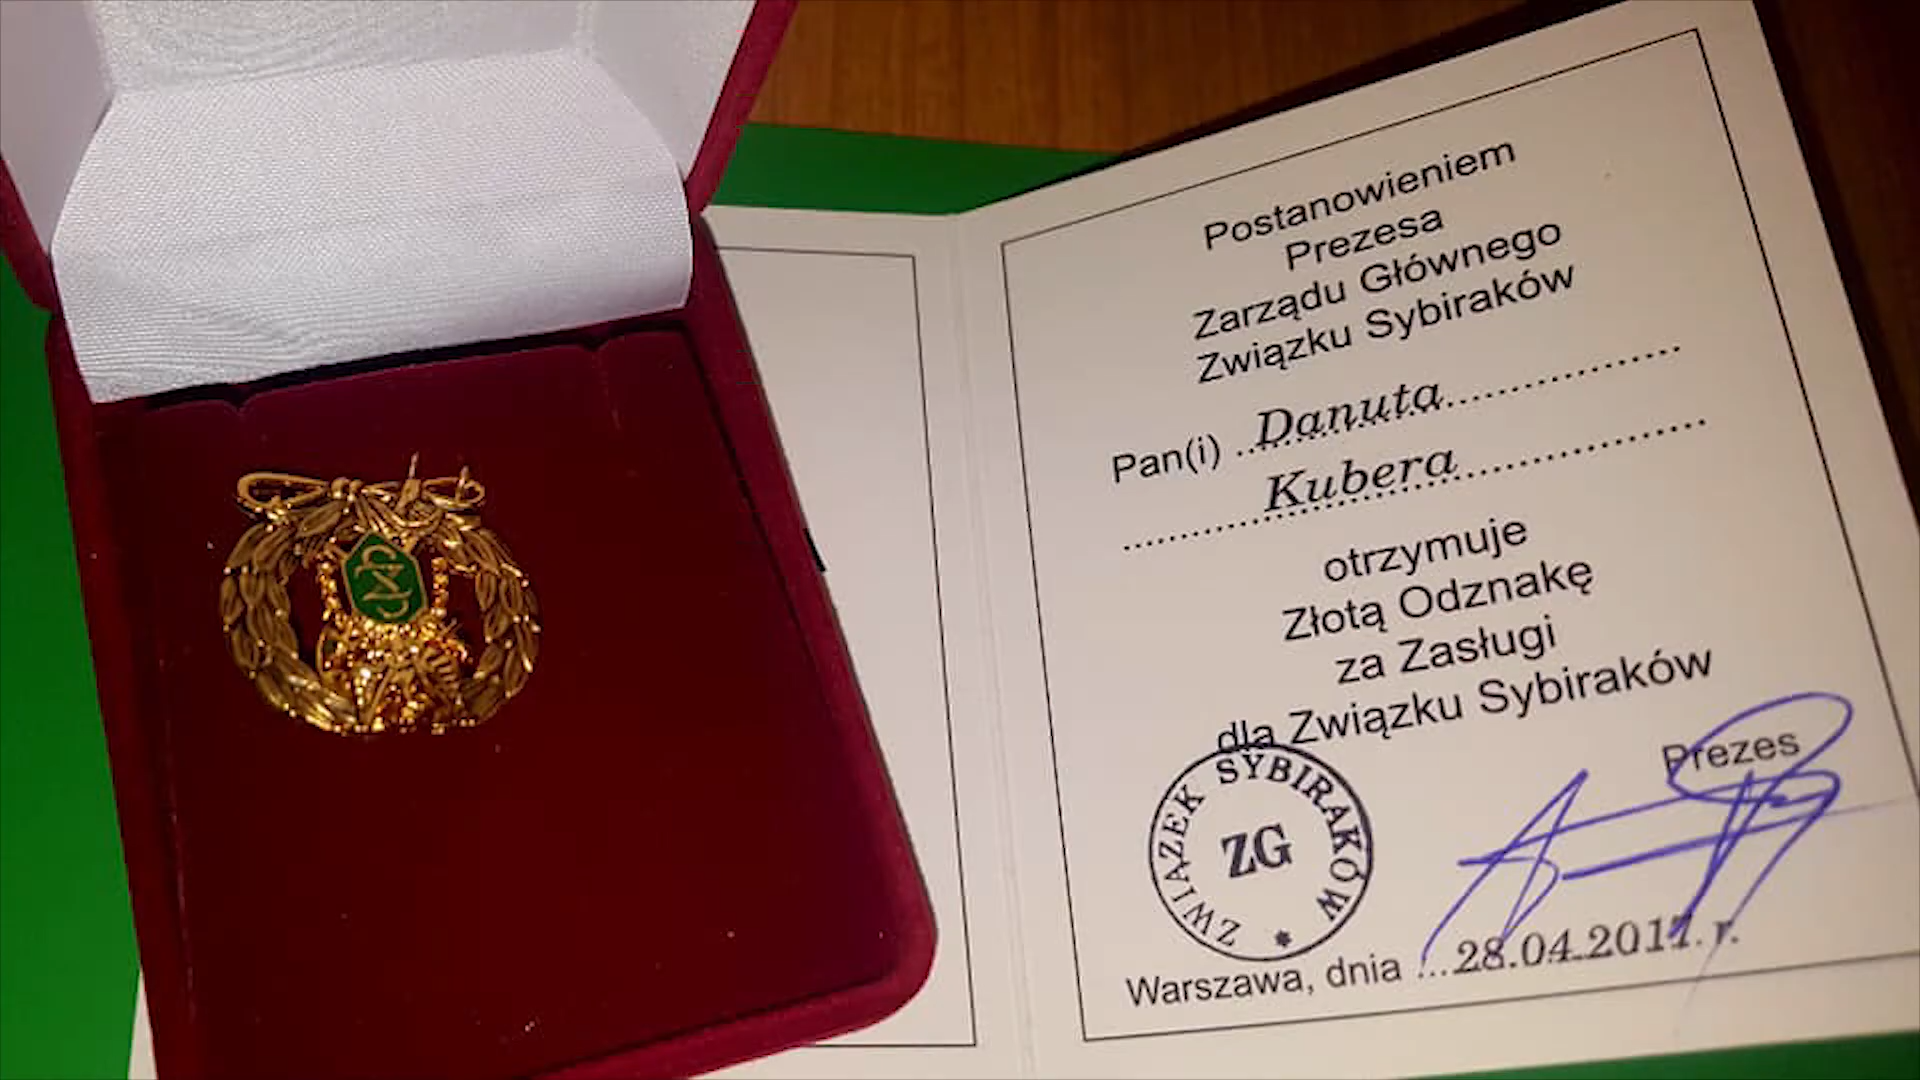 Postanowieniem
Prezesa
Zarządu Głównego
Związku Sybiraków
Pan(i) ...Danuta......................
..............Kubera......................
otrzymuje
Złotą Odznakę
za Zasługi
dla Związku Sybiraków
Prezes
ZWIĄZEK SYBIRAKÓW *
ZG
Warszawa, dnia ...28.04.2017. r.